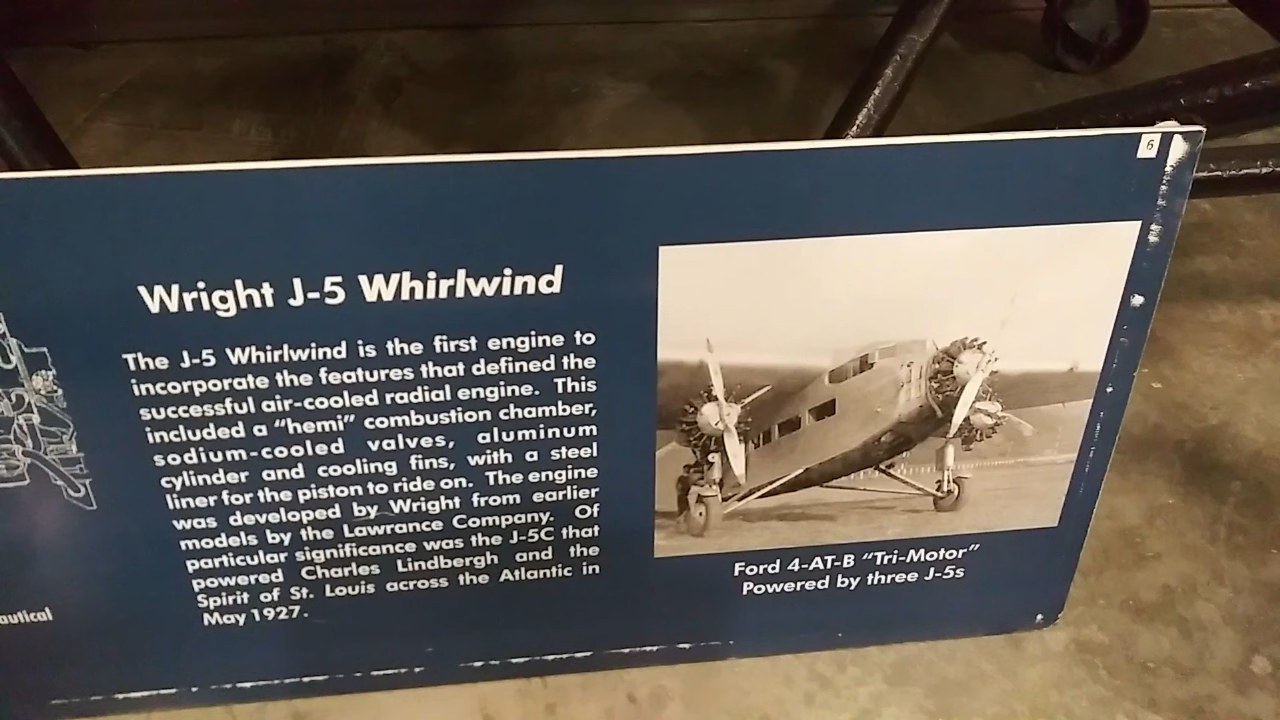 6
Wright J-5 Whirlwind
The J-5 Whirlwind is the first engine to
incorporate the features that defined the
successful air-cooled radial engine. This
included a "hemi" combustion chamber,
sodium-cooled valves, aluminum
cylinder and cooling fins, with a steel
liner for the piston to ride on. The engine
was developed by Wright from earlier
models by the Lawrance Company. Of
particular significance was the J-5C that
powered Charles Lindbergh and the
Spirit of St. Louis across the Atlantic in
May 1927.
Ford 4-AT-B "Tri-Motor"
Powered by three J-5s